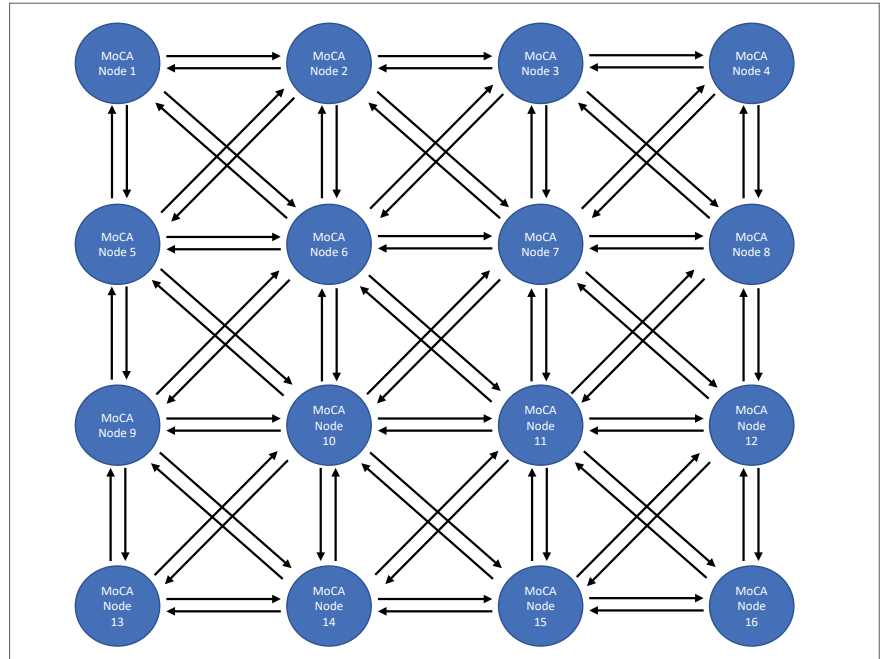 MoCA
Node 1
MoCA
Node 2
MoCA
Node 3
MoCA
Node 4
MoCA
Node 5
MoCA
Node 6
MoCA
Node 7
MoCA
Node 8
MoCA
Node 9
MoCA
Node
10
MoCA
Node
11
MoCA
Node
12
MoCA
Node
13
MoCA
Node
14
MoCA
Node
15
MoCA
Node
16